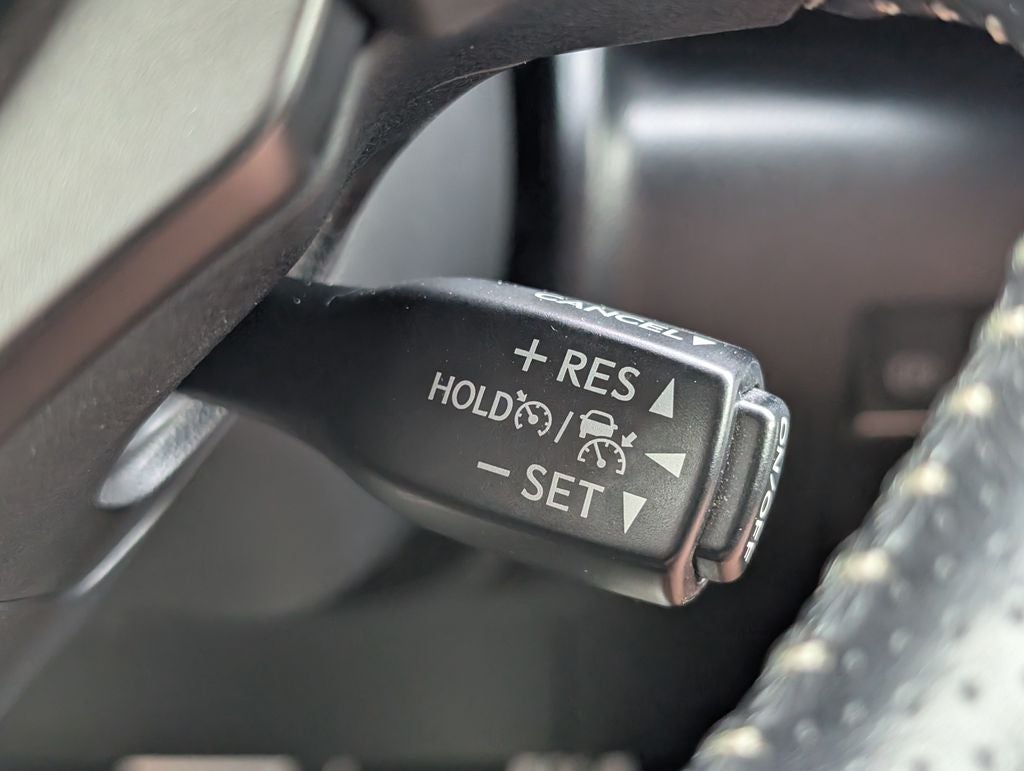 CANCEL▼
+ RES ▲
HOLD / ◀
− SET ▼
ON/OFF